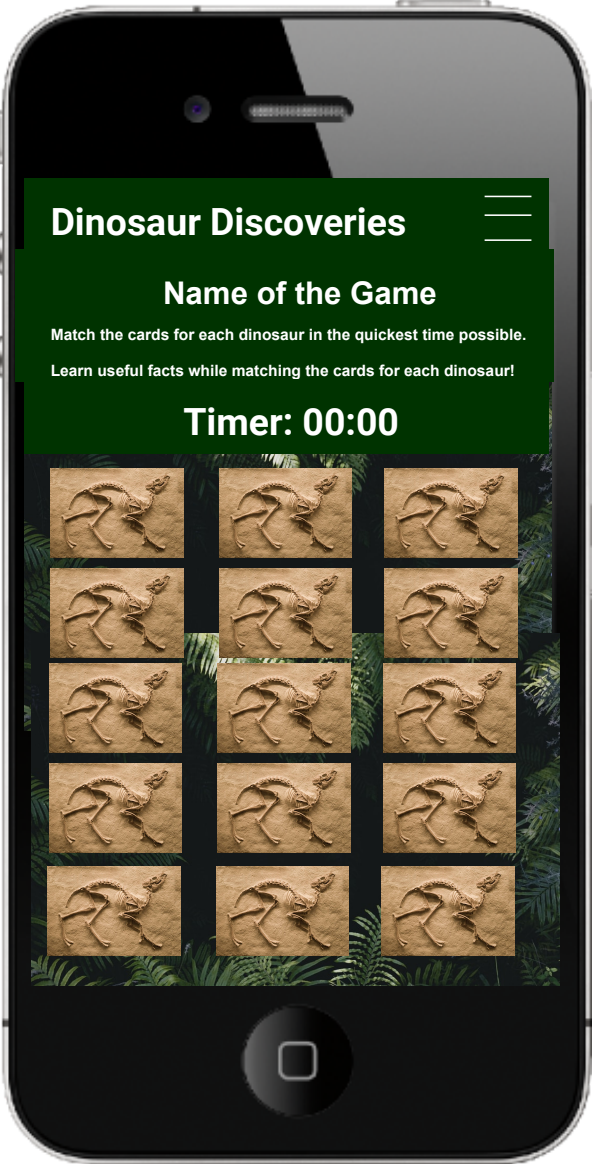 Dinosaur Discoveries
Name of the Game
Match the cards for each dinosaur in the quickest time possible.
Learn useful facts while matching the cards for each dinosaur!
Timer: 00:00